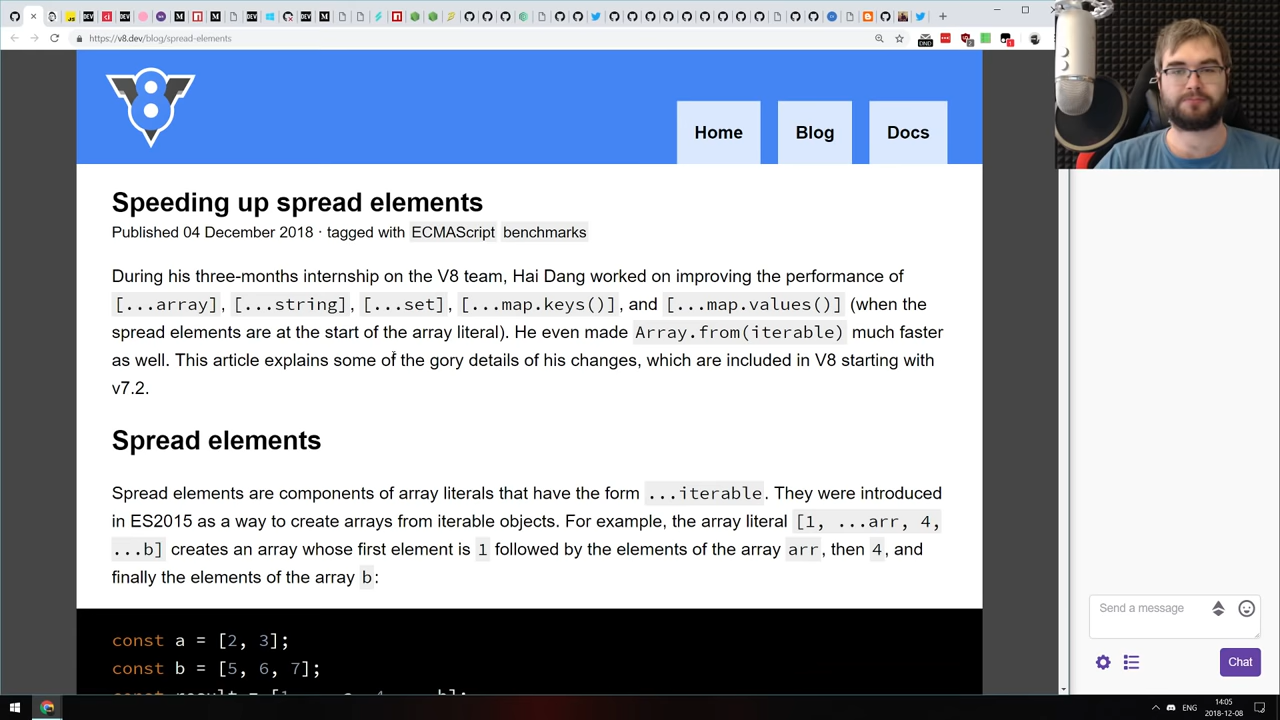 https://v8.dev/blog/spread-elements
Home
Blog
Docs
Speeding up spread elements
Published 04 December 2018 · tagged with ECMAScript benchmarks
During his three-months internship on the V8 team, Hai Dang worked on improving the performance of
[...array], [...string], [...set], [...map.keys()], and [...map.values()] (when the
spread elements are at the start of the array literal). He even made Array.from(iterable) much faster
as well. This article explains some of the gory details of his changes, which are included in V8 starting with
v7.2.
Spread elements
Spread elements are components of array literals that have the form ...iterable. They were introduced
in ES2015 as a way to create arrays from iterable objects. For example, the array literal [1, ...arr, 4,
...b] creates an array whose first element is 1 followed by the elements of the array arr, then 4, and
finally the elements of the array b:
const a = [2, 3];
const b = [5, 6, 7];
Send a message
Chat
ENG
14:05
2018-12-08